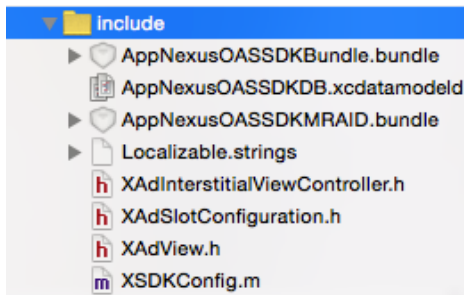 include
AppNexusOASSDKBundle.bundle
AppNexusOASSDKDB.xcdatamodeld
AppNexusOASSDKMRAID.bundle
Localizable.strings
h XAdInterstitialViewController.h
h XAdSlotConfiguration.h
h XAdView.h
m XSDKConfig.m